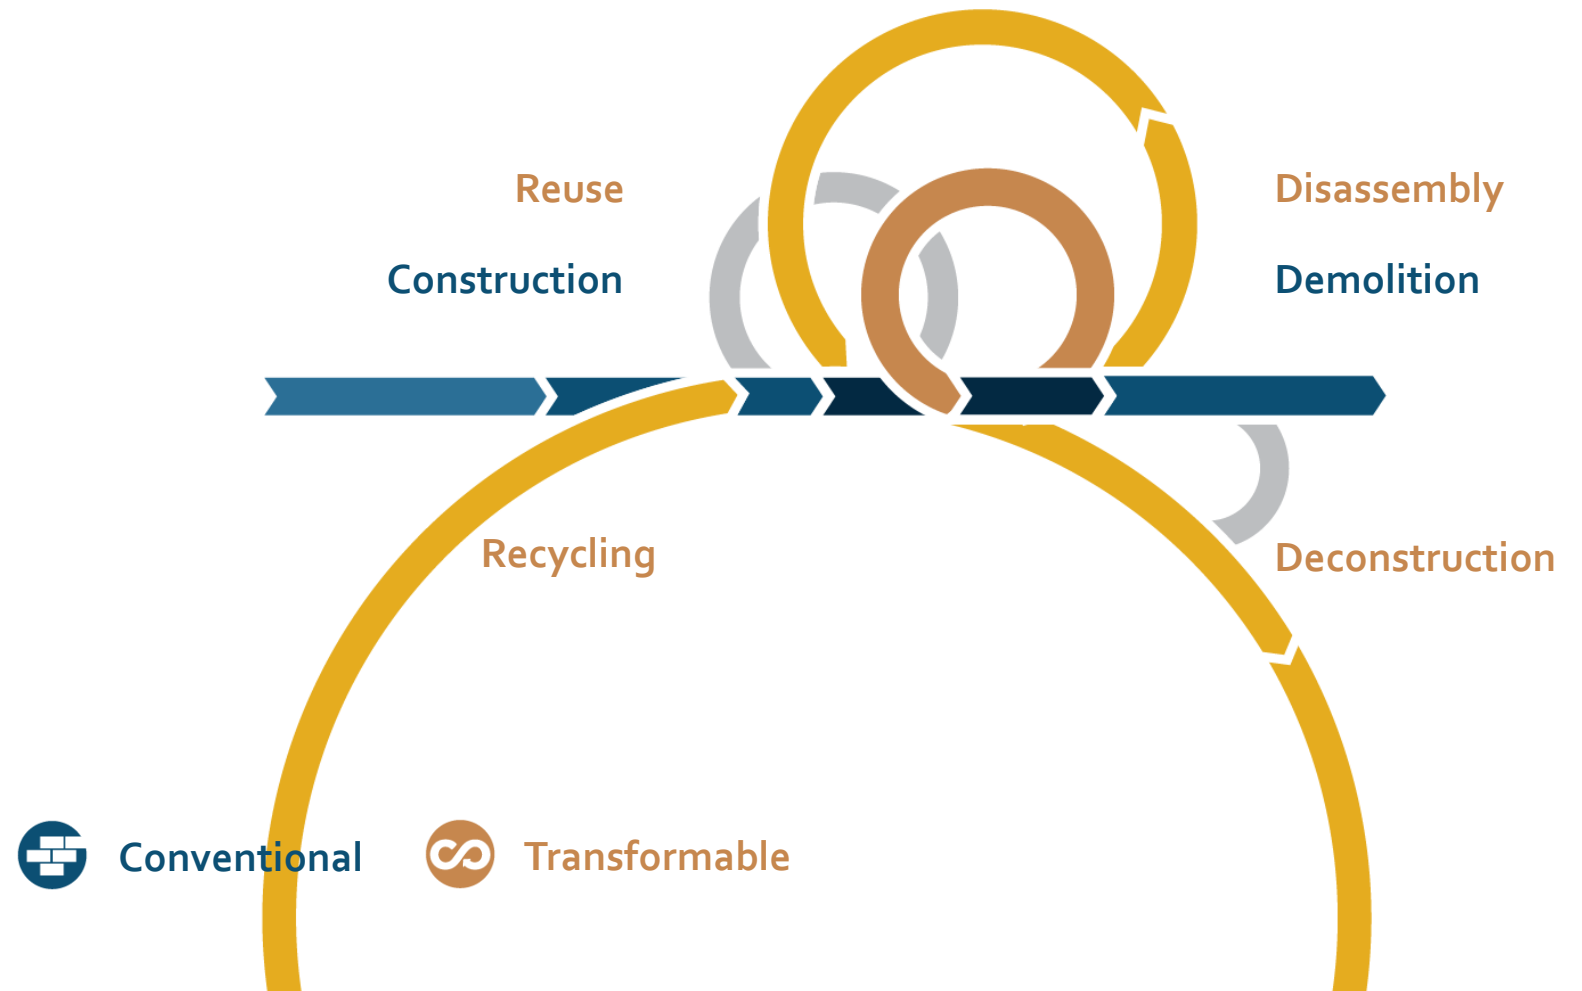 Reuse
Disassembly
Construction
Demolition
Recycling
Deconstruction
Conventional
Transformable